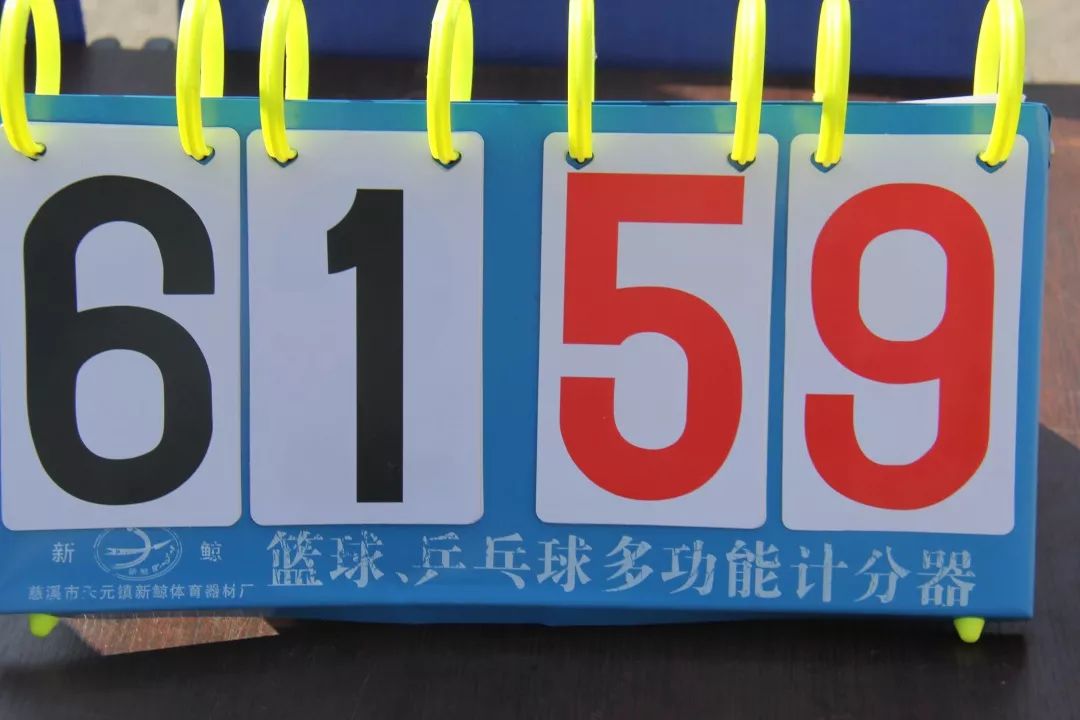 61 59
新 鲸 篮球、乒乓球多功能计分器
慈溪市天元镇新鲸体育器材厂